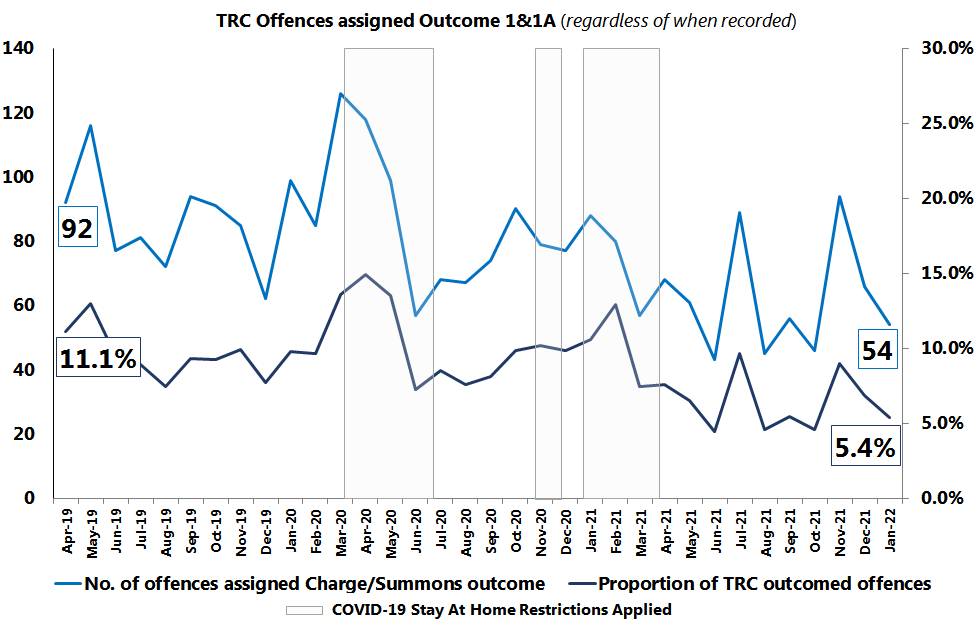 TRC Offences assigned Outcome 1&1A (regardless of when recorded)
140
120
100
80
60
40
20
0
30.0%
25.0%
20.0%
15.0%
10.0%
5.0%
0.0%
92
11.1%
54
5.4%
Apr-19
May-19
Jun-19
Jul-19
Aug-19
Sep-19
Oct-19
Nov-19
Dec-19
Jan-20
Feb-20
Mar-20
Apr-20
May-20
Jun-20
Jul-20
Aug-20
Sep-20
Oct-20
Nov-20
Dec-20
Jan-21
Feb-21
Mar-21
Apr-21
May-21
Jun-21
Jul-21
Aug-21
Sep-21
Oct-21
Nov-21
Dec-21
Jan-22
No. of offences assigned Charge/Summons outcome
Proportion of TRC outcomed offences
COVID-19 Stay At Home Restrictions Applied